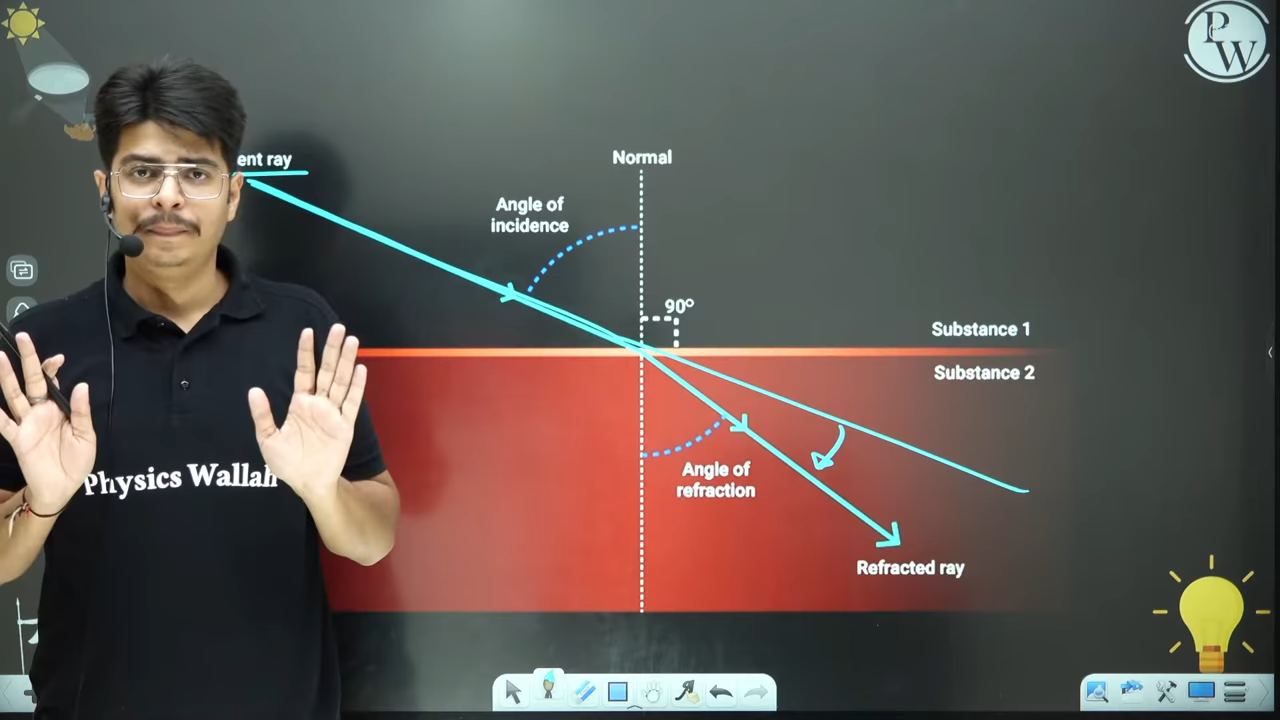 PW
ent ray
Normal
Angle of
incidence
90°
Substance 1
Substance 2
Angle of
refraction
Refracted ray
Physics Wallah